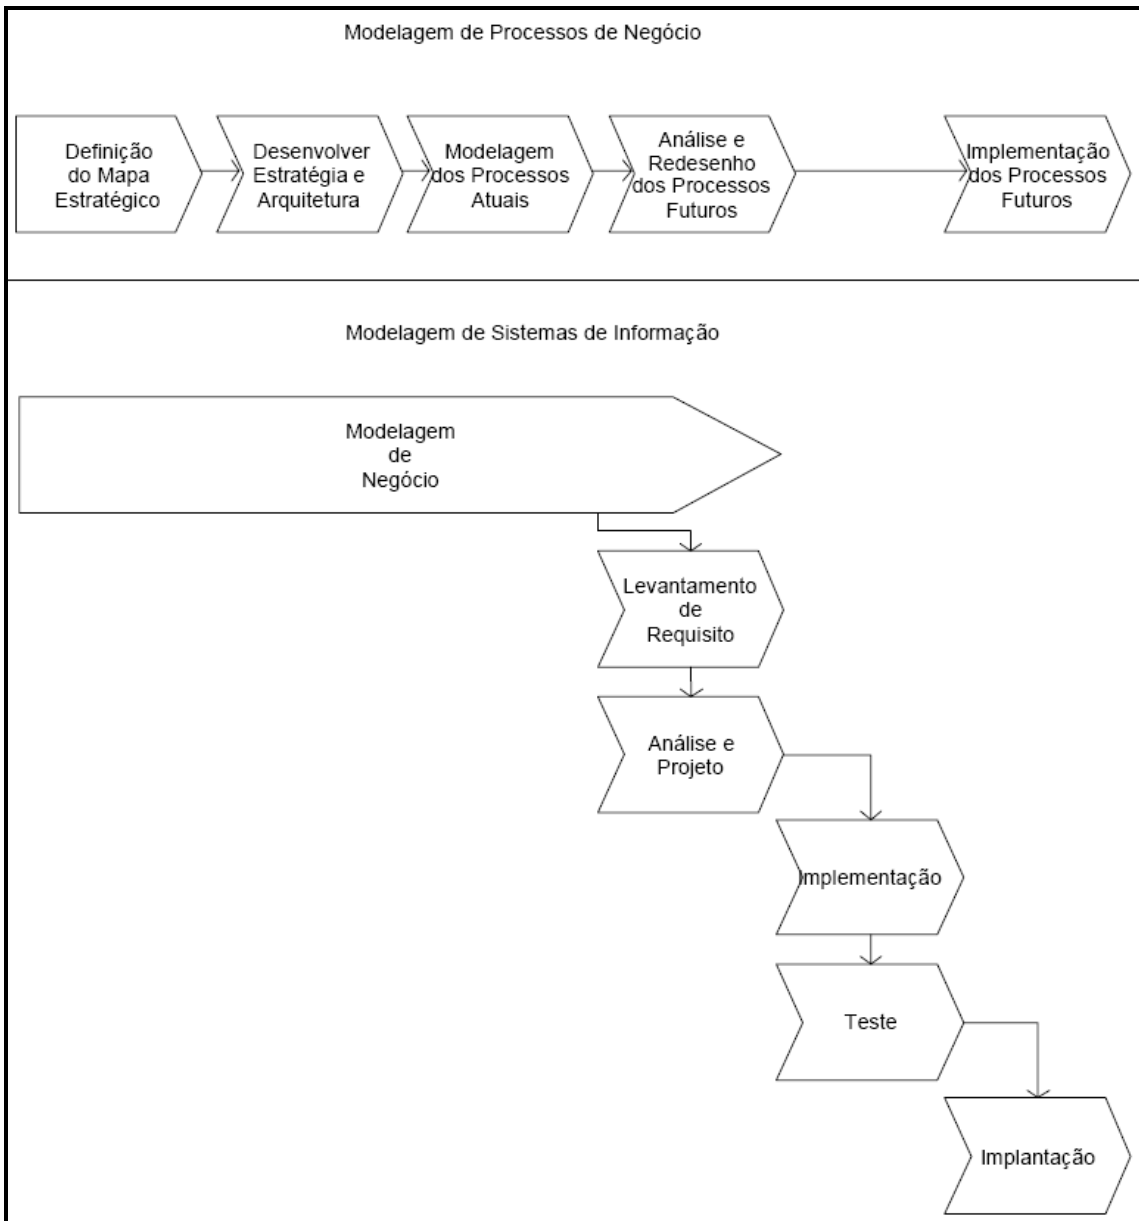 Modelagem de Processos de Negócio
Definição
do Mapa
Estratégico
Desenvolver
Estratégia e
Arquitetura
Modelagem
dos Processos
Atuais
Análise e
Redesenho
dos Processos
Futuros
Implementação
dos Processos
Futuros
Modelagem de Sistemas de Informação
Modelagem
de
Negócio
Levantamento
de
Requisito
Análise e
Projeto
Implementação
Teste
Implantação